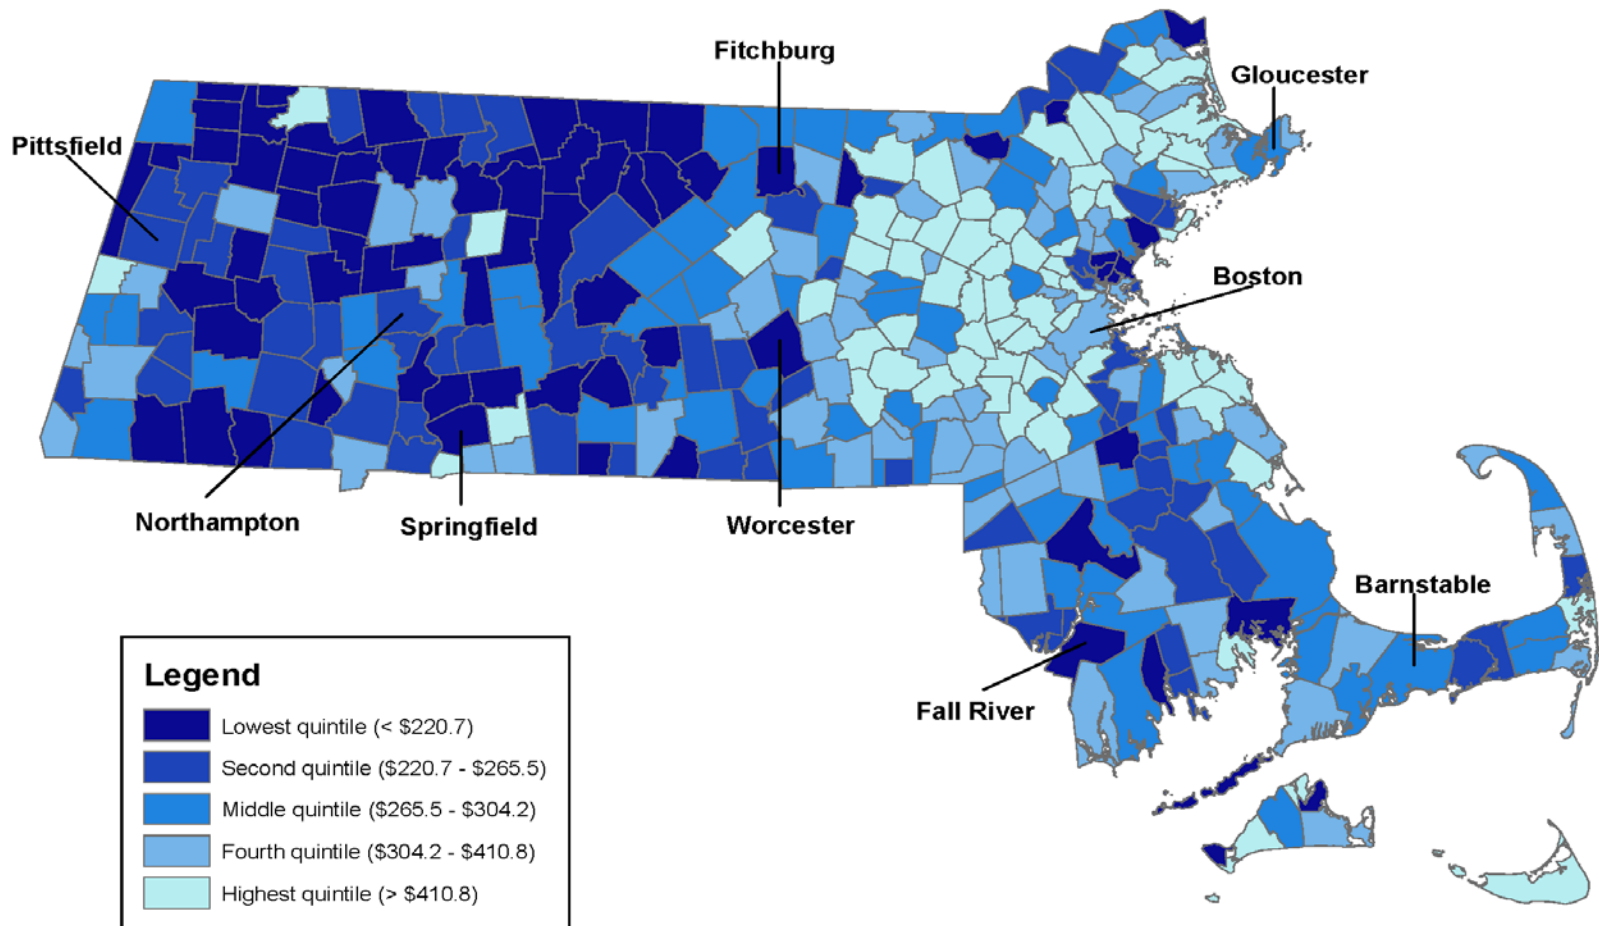 Fitchburg
Gloucester
Pittsfield
Boston
Northampton
Springfield
Worcester
Barnstable
Fall River
Legend
Lowest quintile (< $220.7)
Second quintile ($220.7 - $265.5)
Middle quintile ($265.5 - $304.2)
Fourth quintile ($304.2 - $410.8)
Highest quintile (> $410.8)